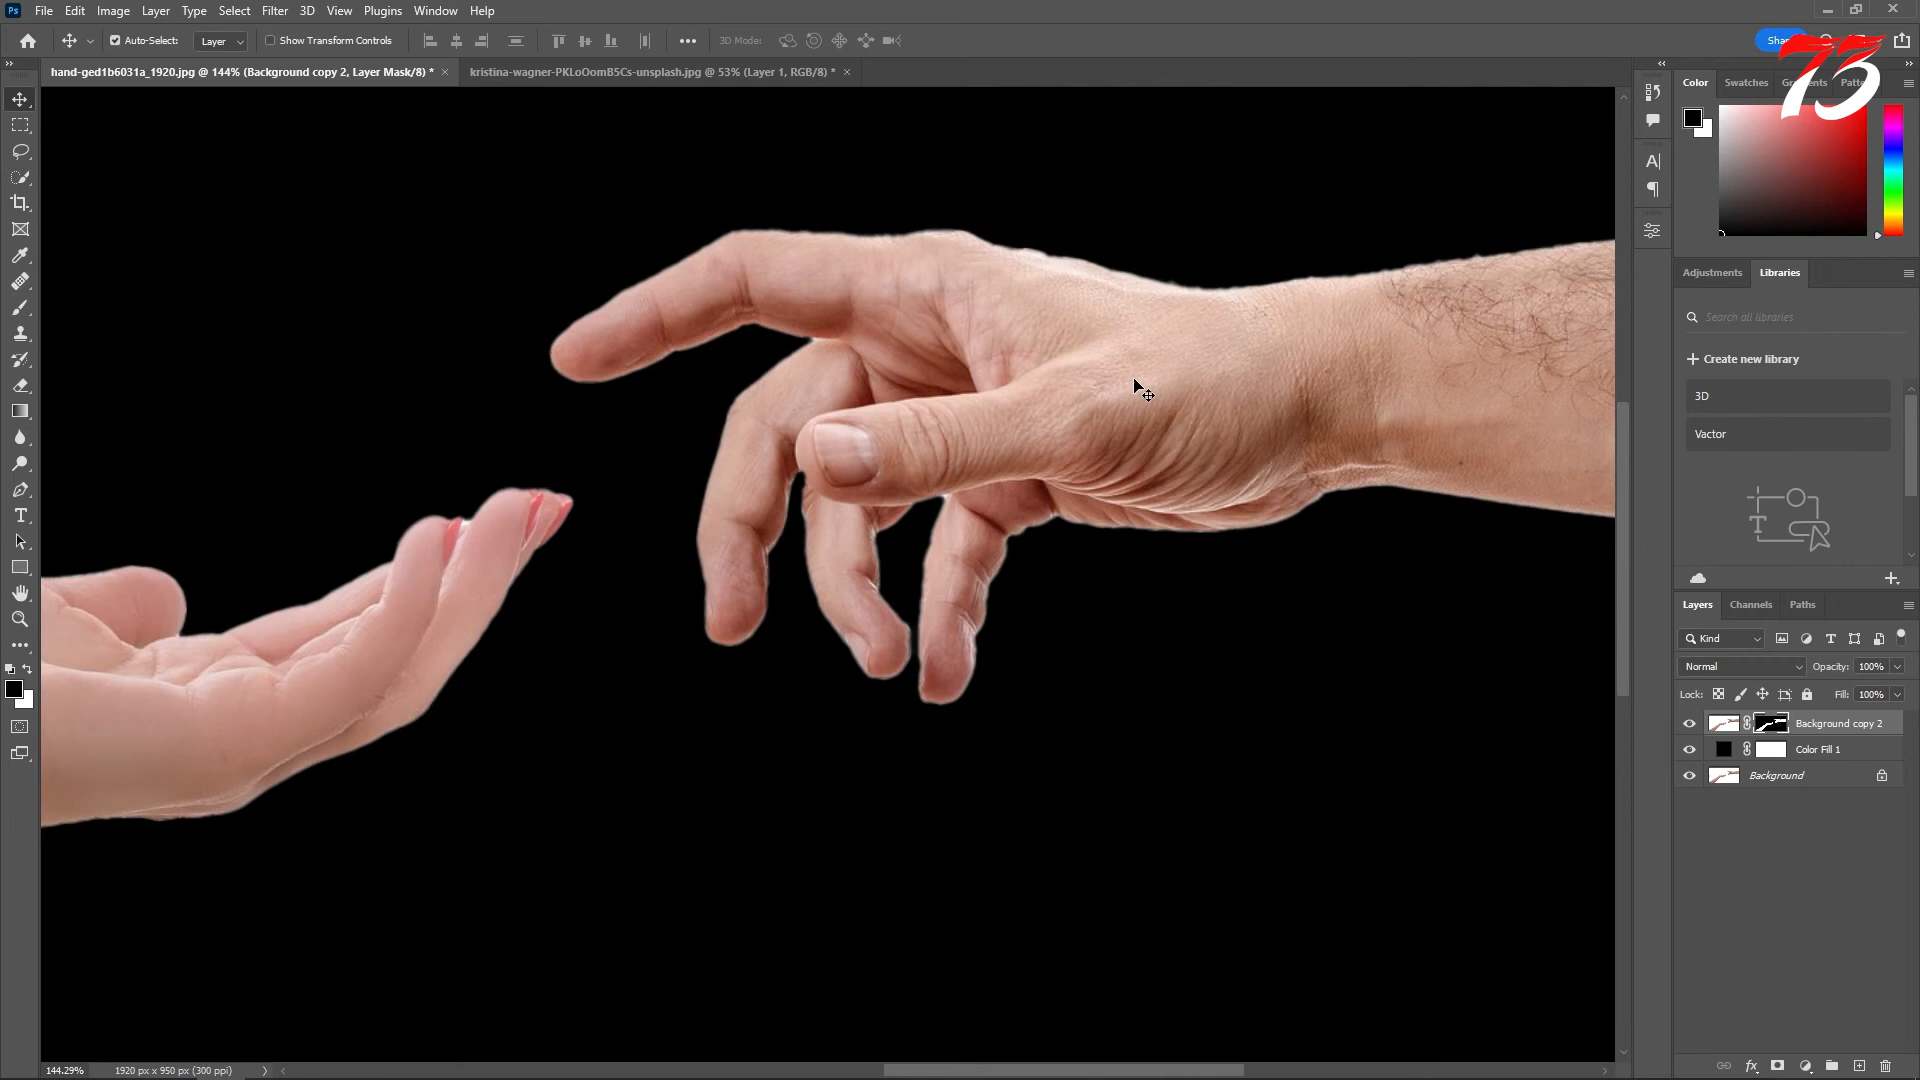 Ps File Edit Image Layer Type Select Filter 3D View Plugins Window Help
Auto-Select: Layer Show Transform Controls 3D Mode:
73
hand-ged1b6031a_1920.jpg @ 144% (Background copy 2, Layer Mask/8) *
kristina-wagner-PKLoOomB5Cs-unsplash.jpg @ 53% (Layer 1, RGB/8) *
Color Swatches
Adjustments Libraries
Search all libraries
Create new library
3D
Vactor
Layers Channels Paths
Kind
Normal Opacity: 100%
Lock: Fill: 100%
Background copy 2
Color Fill 1
Background
144.29% 1920 px x 950 px (300 ppi)